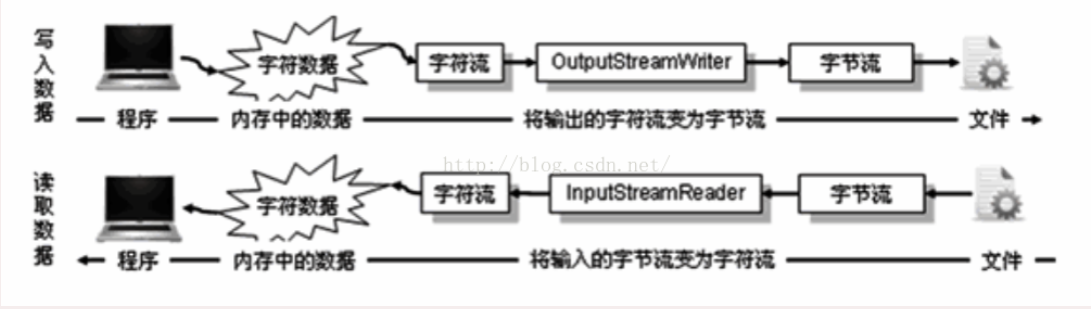 写入数据
字符数据
字符流
OutputStreamWriter
字节流
程序
内存中的数据
将输出的字符流变为字节流
文件
http://blog.csdn.net/
读取数据
字符数据
字符流
InputStreamReader
字节流
程序
内存中的数据
将输入的字节流变为字符流
文件